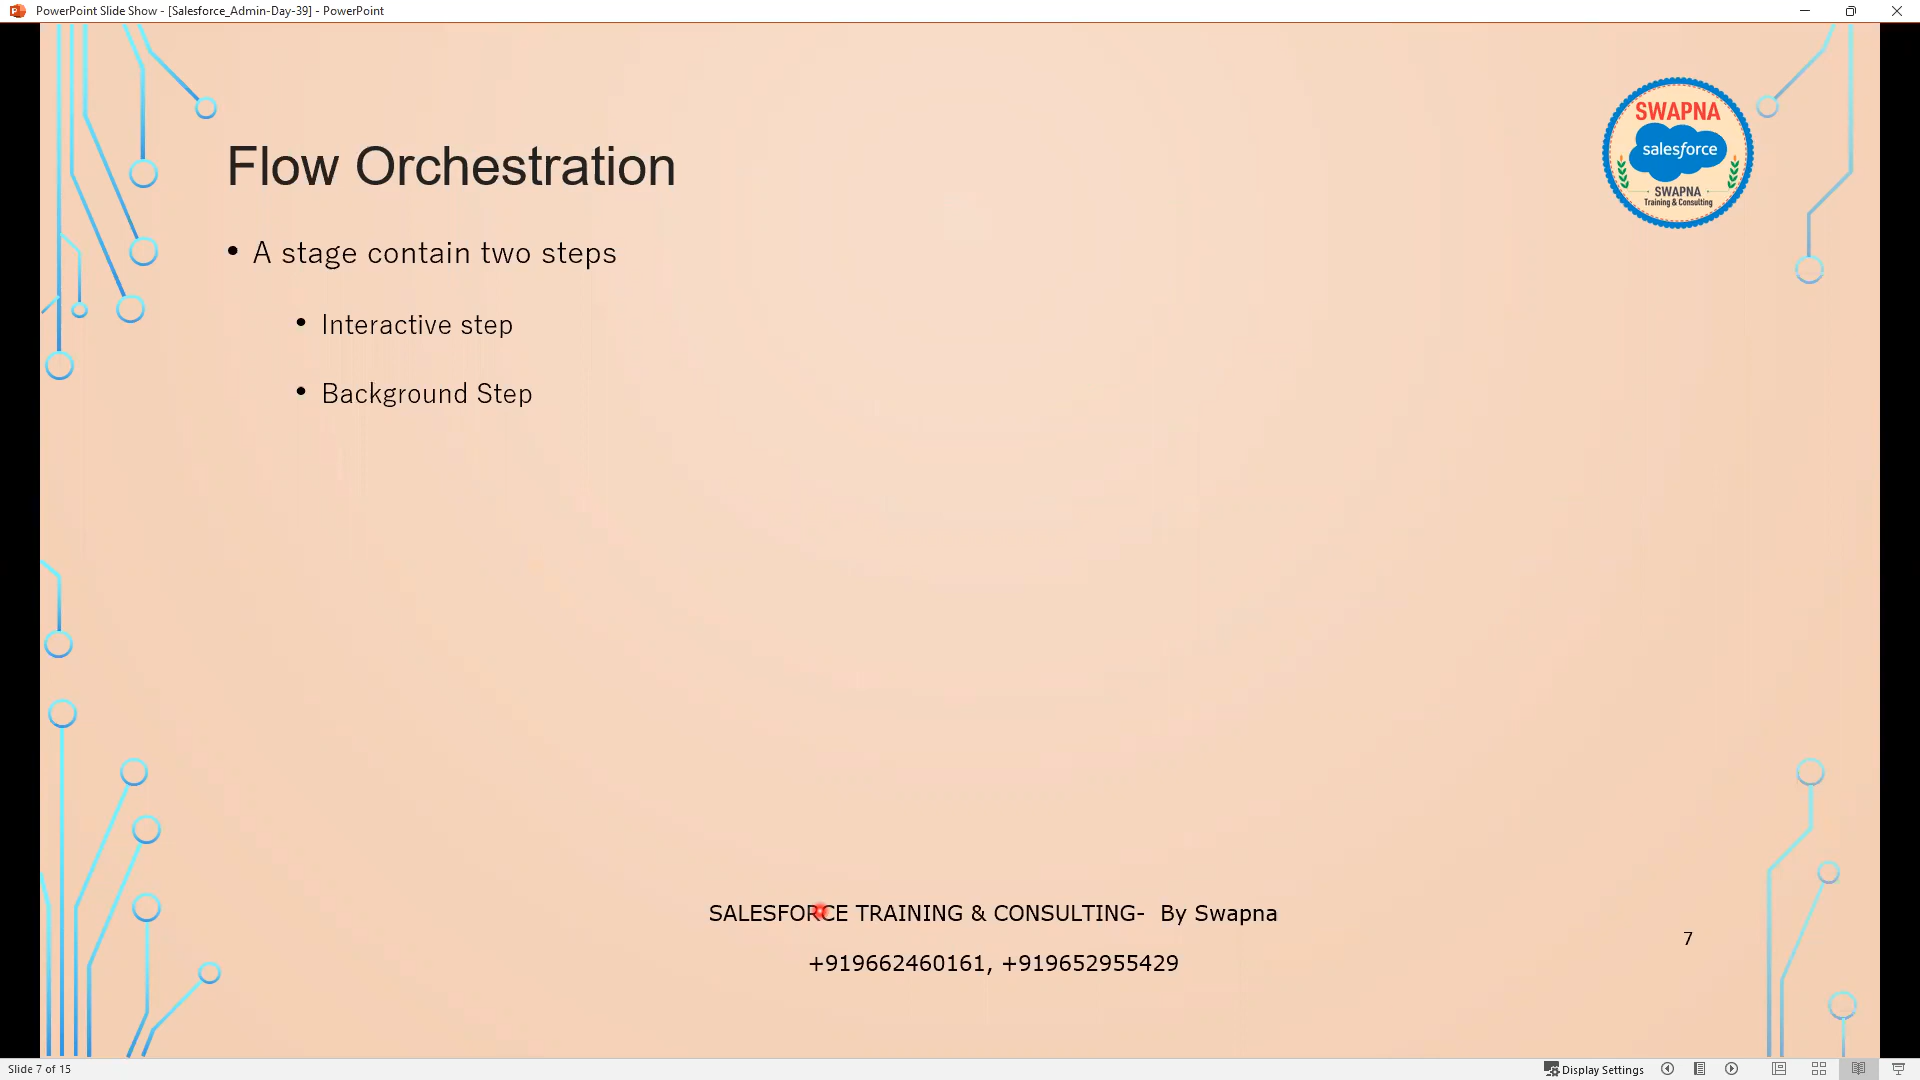 PowerPoint Slide Show - [Salesforce_Admin-Day-39] - PowerPoint
SWAPNA
salesforce
SWAPNA
Training & Consulting
Flow Orchestration
• A stage contain two steps
• Interactive step
• Background Step
SALESFORCE TRAINING & CONSULTING- By Swapna
+919662460161, +919652955429
7
Slide 7 of 15
Display Settings